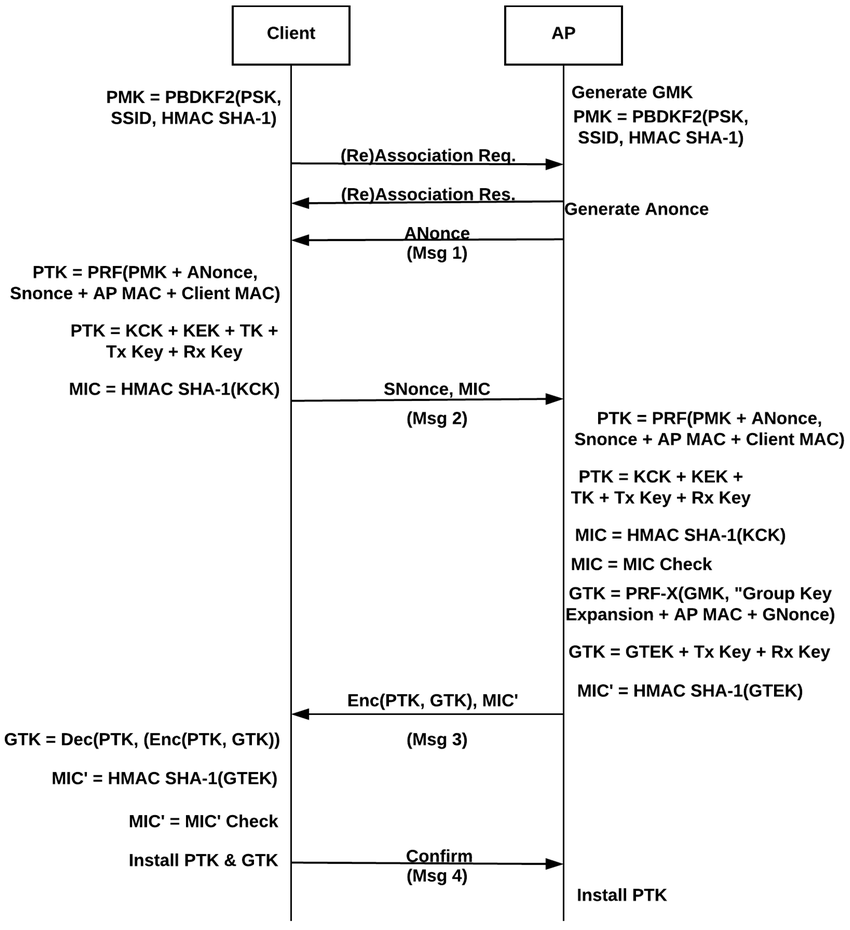 Client
AP
PMK = PBDKF2(PSK,
SSID, HMAC SHA-1)
Generate GMK
PMK = PBDKF2(PSK,
SSID, HMAC SHA-1)
(Re)Association Req.
(Re)Association Res.
Generate Anonce
ANonce
(Msg 1)
PTK = PRF(PMK + ANonce,
Snonce + AP MAC + Client MAC)
PTK = KCK + KEK + TK +
Tx Key + Rx Key
MIC = HMAC SHA-1(KCK)
SNonce, MIC
(Msg 2)
PTK = PRF(PMK + ANonce,
Snonce + AP MAC + Client MAC)
PTK = KCK + KEK +
TK + Tx Key + Rx Key
MIC = HMAC SHA-1(KCK)
MIC = MIC Check
GTK = PRF-X(GMK, "Group Key
Expansion + AP MAC + GNonce)
GTK = GTEK + Tx Key + Rx Key
MIC' = HMAC SHA-1(GTEK)
Enc(PTK, GTK), MIC'
(Msg 3)
GTK = Dec(PTK, (Enc(PTK, GTK))
MIC' = HMAC SHA-1(GTEK)
MIC' = MIC' Check
Install PTK & GTK
Confirm
(Msg 4)
Install PTK